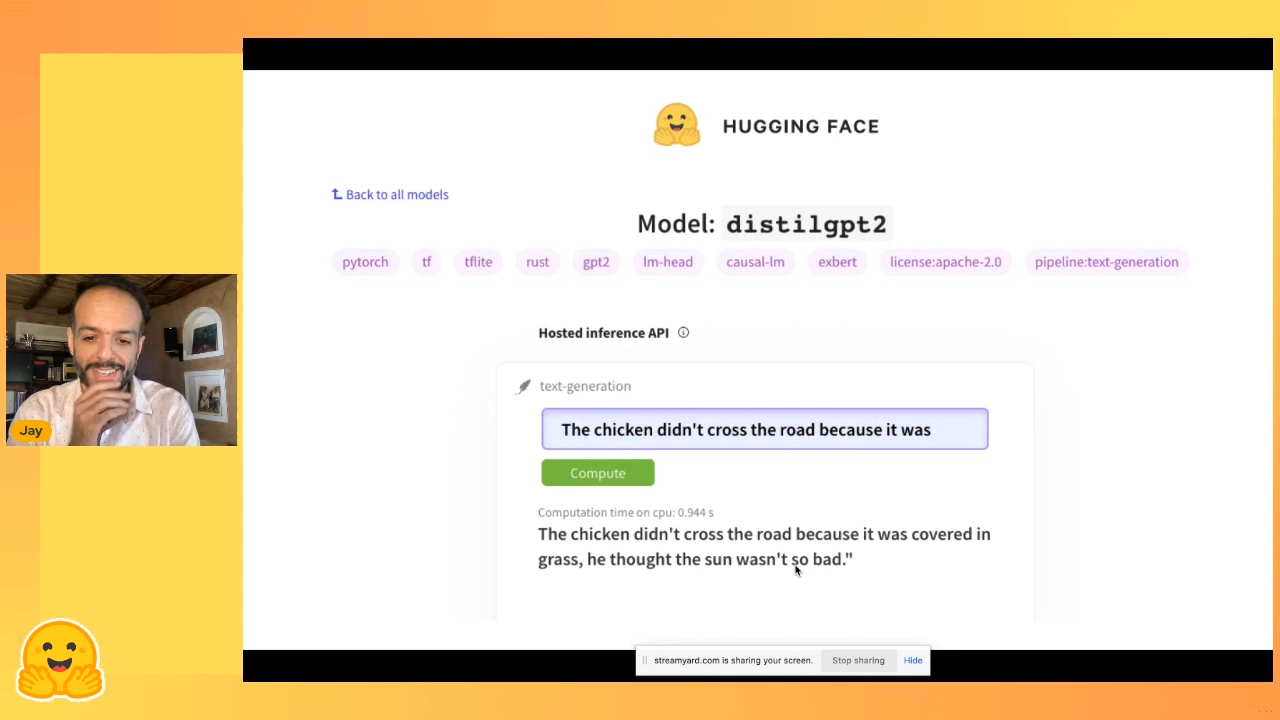 HUGGING FACE
Back to all models
Model: distilgpt2
pytorch tf tflite rust gpt2 lm-head causal-lm exbert license:apache-2.0 pipeline:text-generation
Hosted inference API
text-generation
The chicken didn't cross the road because it was
Compute
Computation time on cpu: 0.944 s
The chicken didn't cross the road because it was covered in
grass, he thought the sun wasn't so bad."
Jay
streamyard.com is sharing your screen. Stop sharing Hide